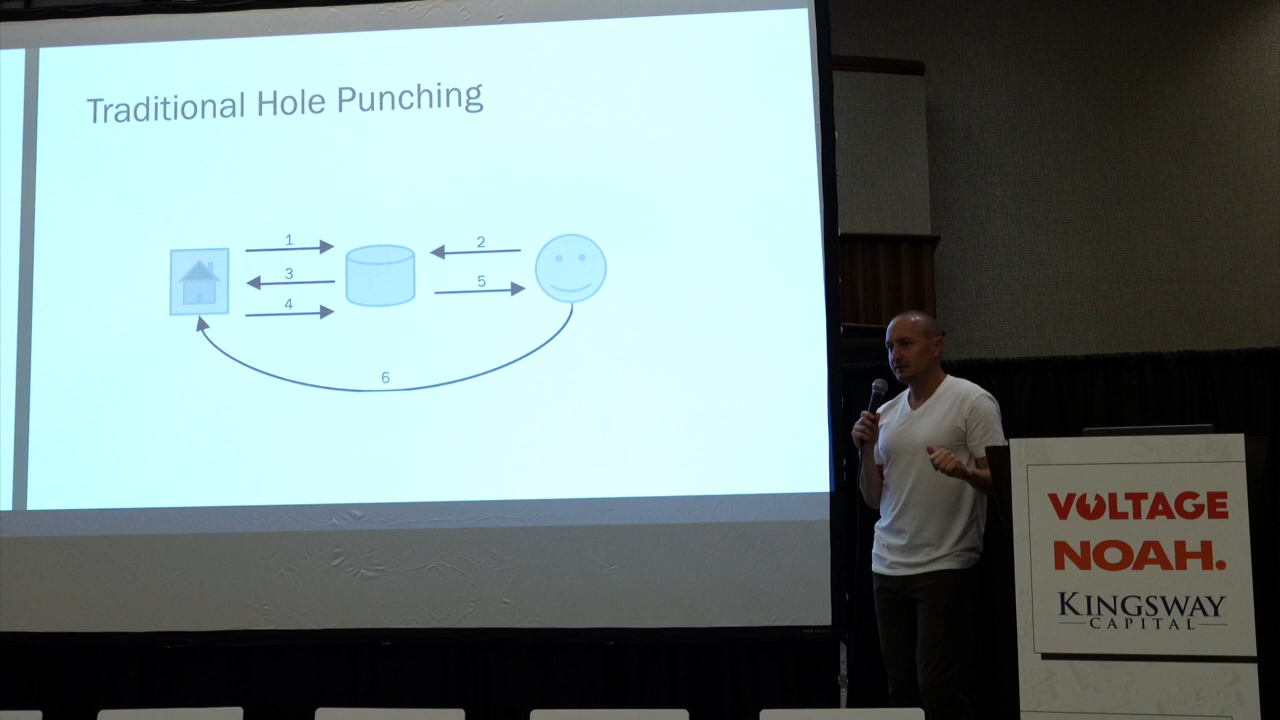 Traditional Hole Punching
1
2
3
5
4
6
VOLTAGE
NOAH.
KINGSWAY
CAPITAL